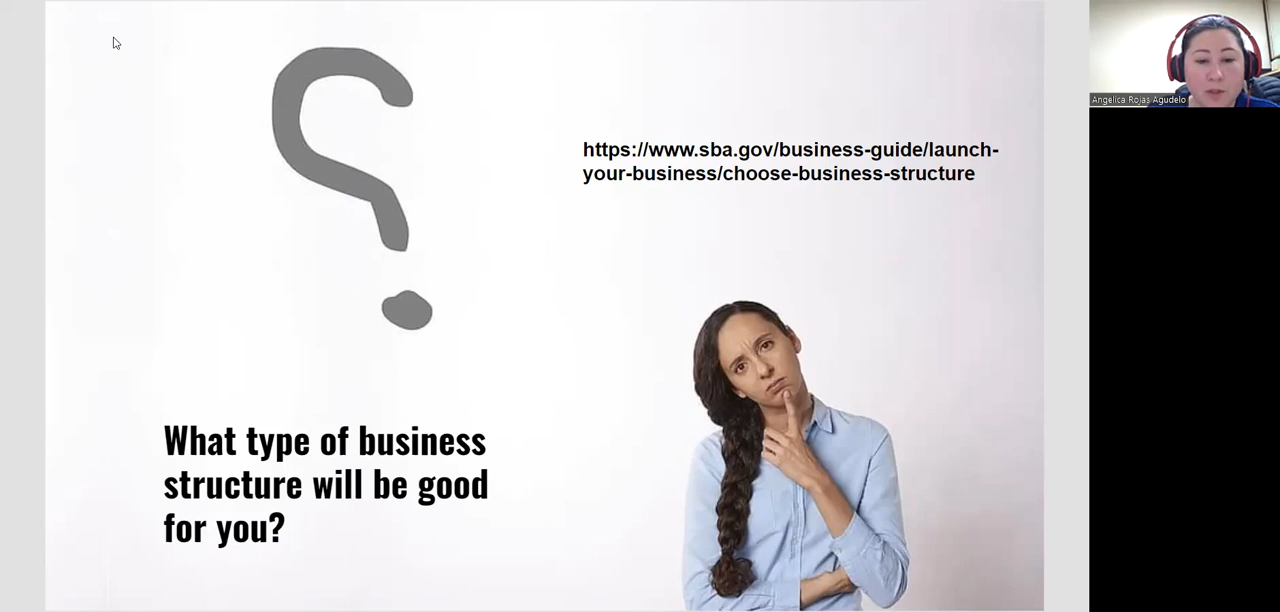 https://www.sba.gov/business-guide/launch-
your-business/choose-business-structure
What type of business
structure will be good
for you?
Angelica Rojas Agudelo